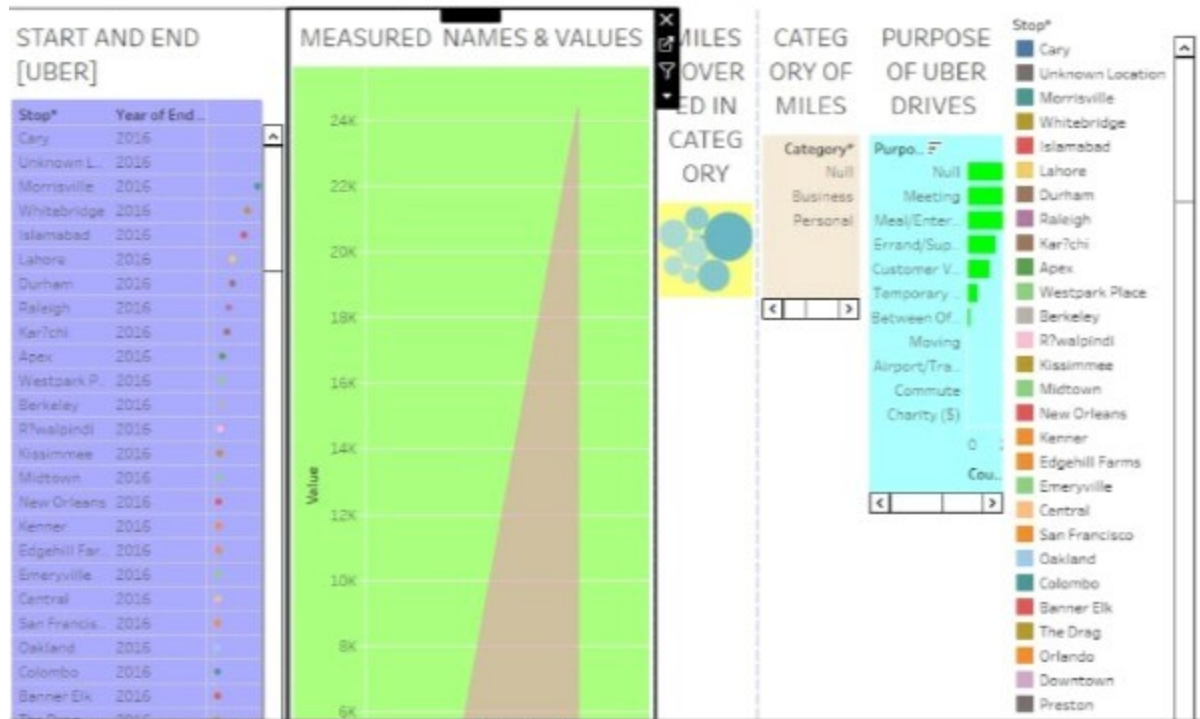 START AND END
[UBER]
Stop* Year of End..
Cary 2016
Unknown L.. 2016
Morrisville 2016
Whitebridge 2016
Islamabad 2016
Lahore 2016
Durham 2016
Raleigh 2016
Kar?chi 2016
Apex 2016
Westpark P.. 2016
Berkeley 2016
R?walpindi 2016
Kissimmee 2016
Midtown 2016
New Orleans 2016
Kenner 2016
Edgehill Far.. 2016
Emeryville 2016
Central 2016
San Francis.. 2016
Oakland 2016
Colombo 2016
Banner Elk 2016
MEASURED NAMES & VALUES
24K
22K
20K
18K
16K
14K
12K
10K
8K
6K
Value
MILES
OVER
ED IN
CATEG
ORY
CATEG
ORY OF
MILES
Category*
Null
Business
Personal
PURPOSE
OF UBER
DRIVES
Purpo..
Null
Meeting
Meal/Enter..
Errand/Sup..
Customer V..
Temporary ..
Between Of..
Moving
Airport/Tra..
Commute
Charity ($)
0
Cou..
Stop*
Cary
Unknown Location
Morrisville
Whitebridge
Islamabad
Lahore
Durham
Raleigh
Kar?chi
Apex
Westpark Place
Berkeley
R?walpindi
Kissimmee
Midtown
New Orleans
Kenner
Edgehill Farms
Emeryville
Central
San Francisco
Oakland
Colombo
Banner Elk
The Drag
Orlando
Downtown
Preston